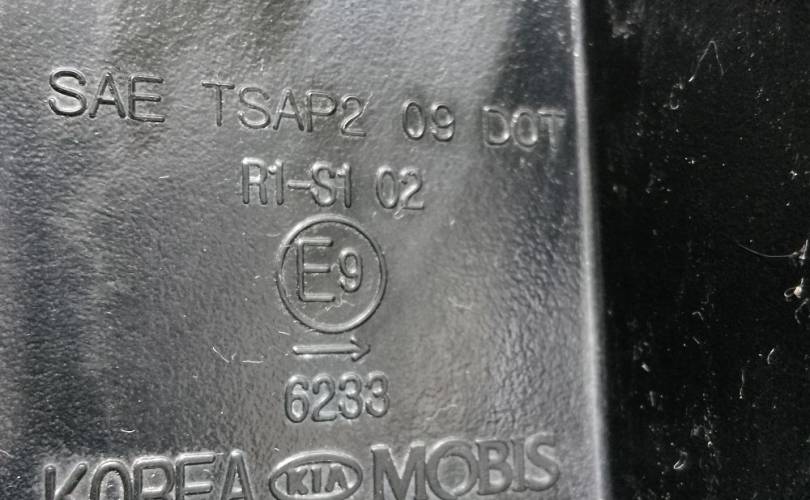 SAE TSAP2 09 DOT
R1-S1 02
E9
→
6233
KOREA KIA MOBIS